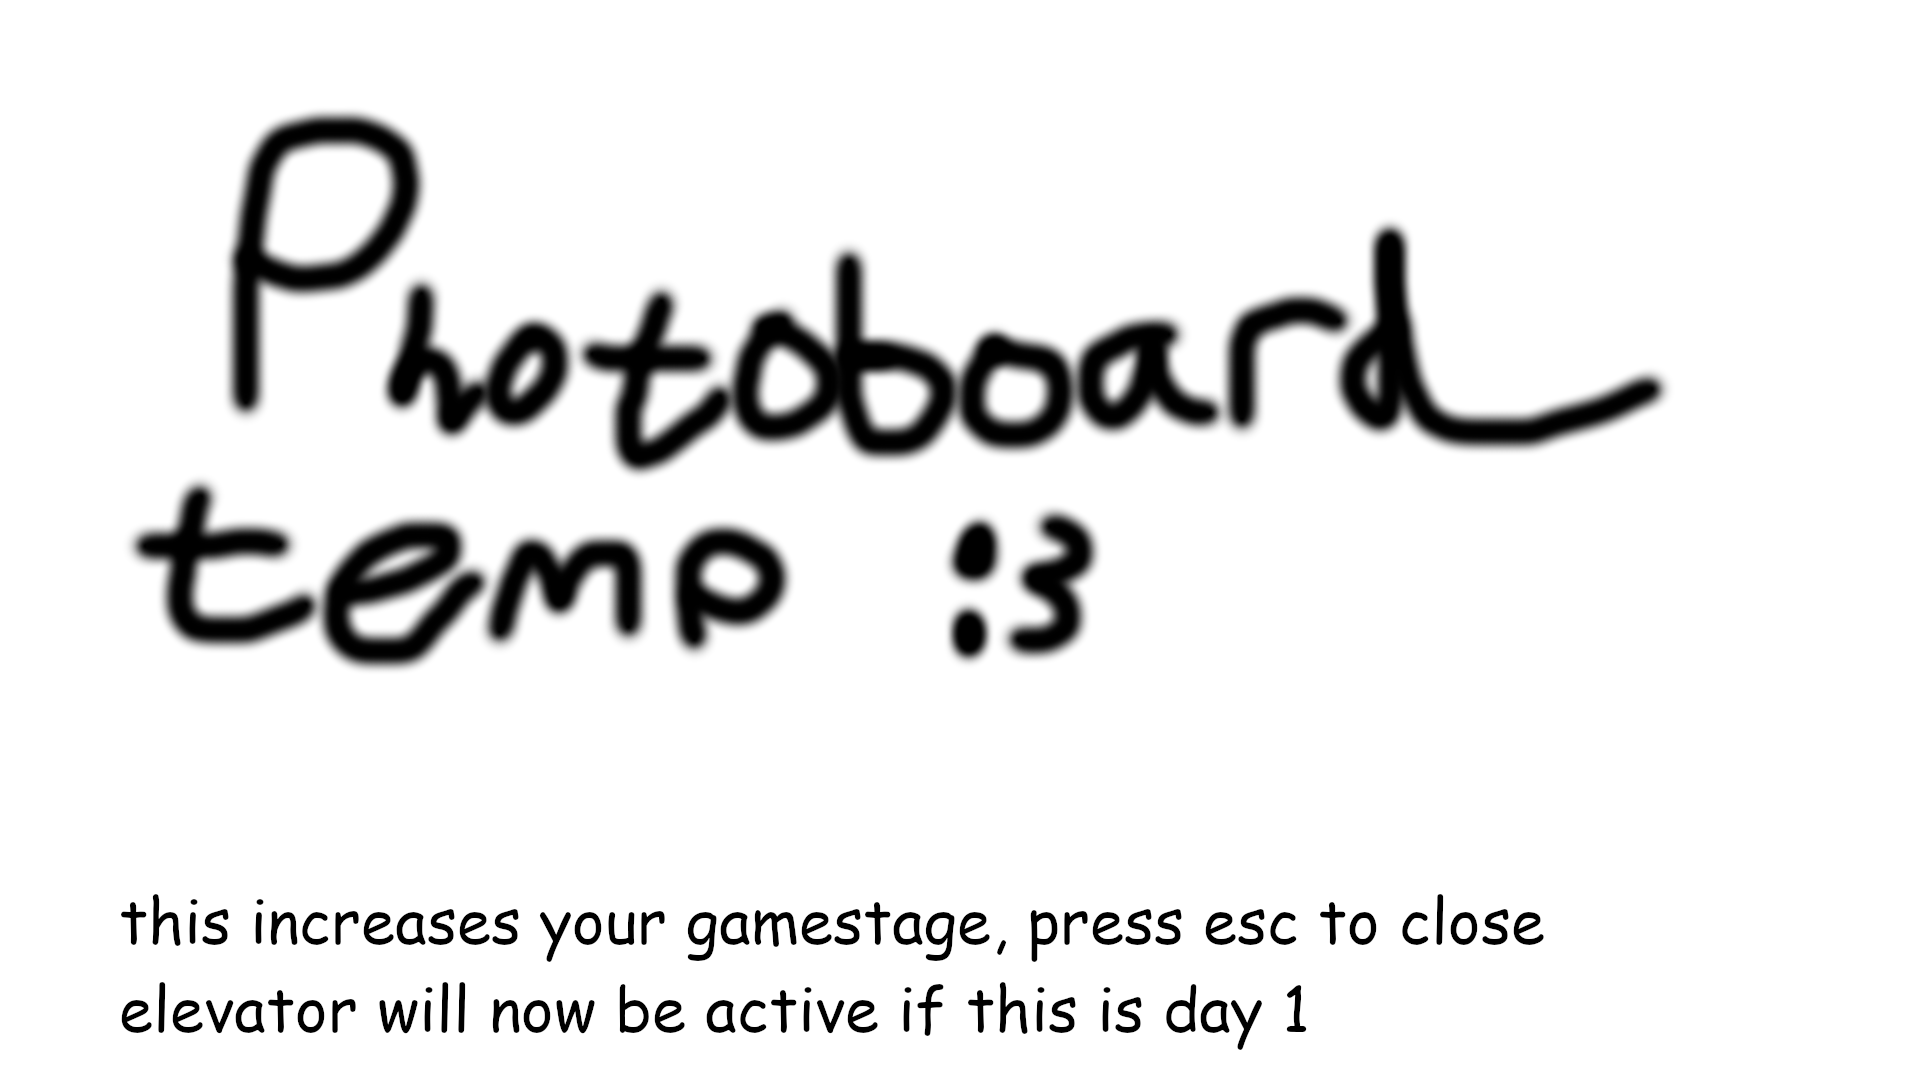 Photoboard
temp :3
this increases your gamestage, press esc to close
elevator will now be active if this is day 1